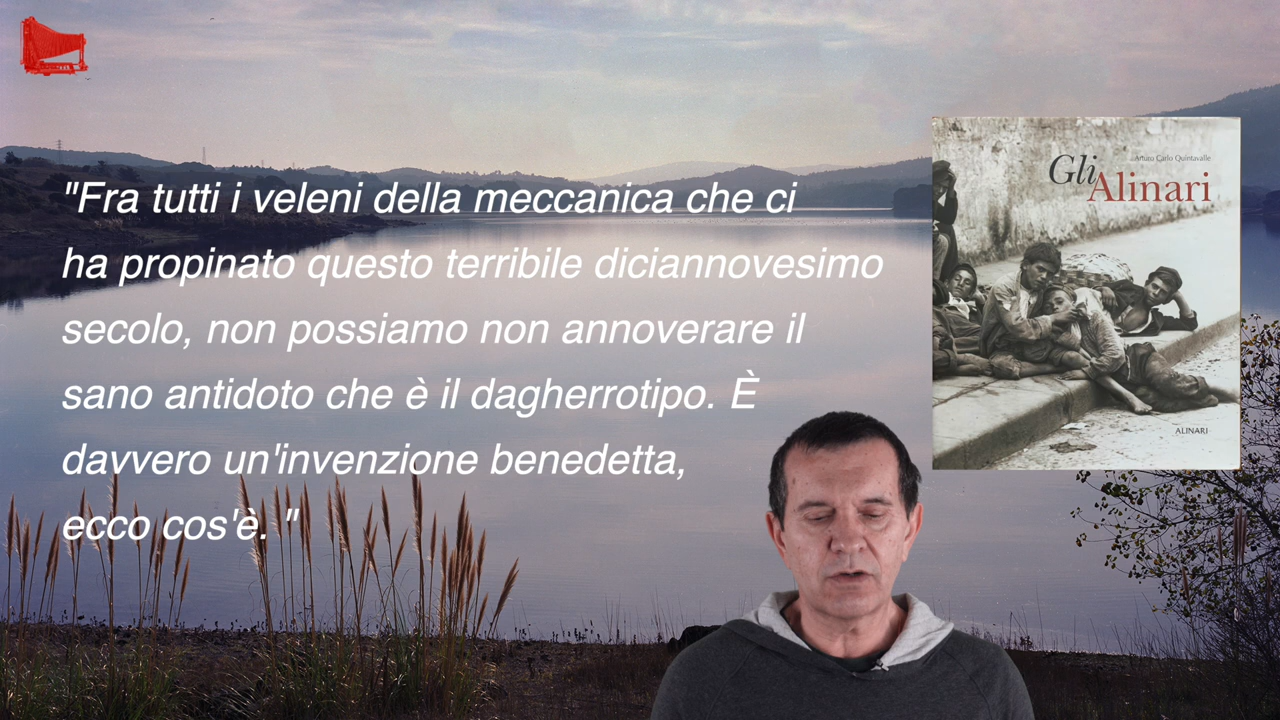 "Fra tutti i veleni della meccanica che ci
ha propinato questo terribile diciannovesimo
secolo, non possiamo non annoverare il
sano antidoto che è il dagherrotipo. È
davvero un'invenzione benedetta,
ecco cos'è. "
Arturo Carlo Quintavalle
Gli
Alinari
ALINARI